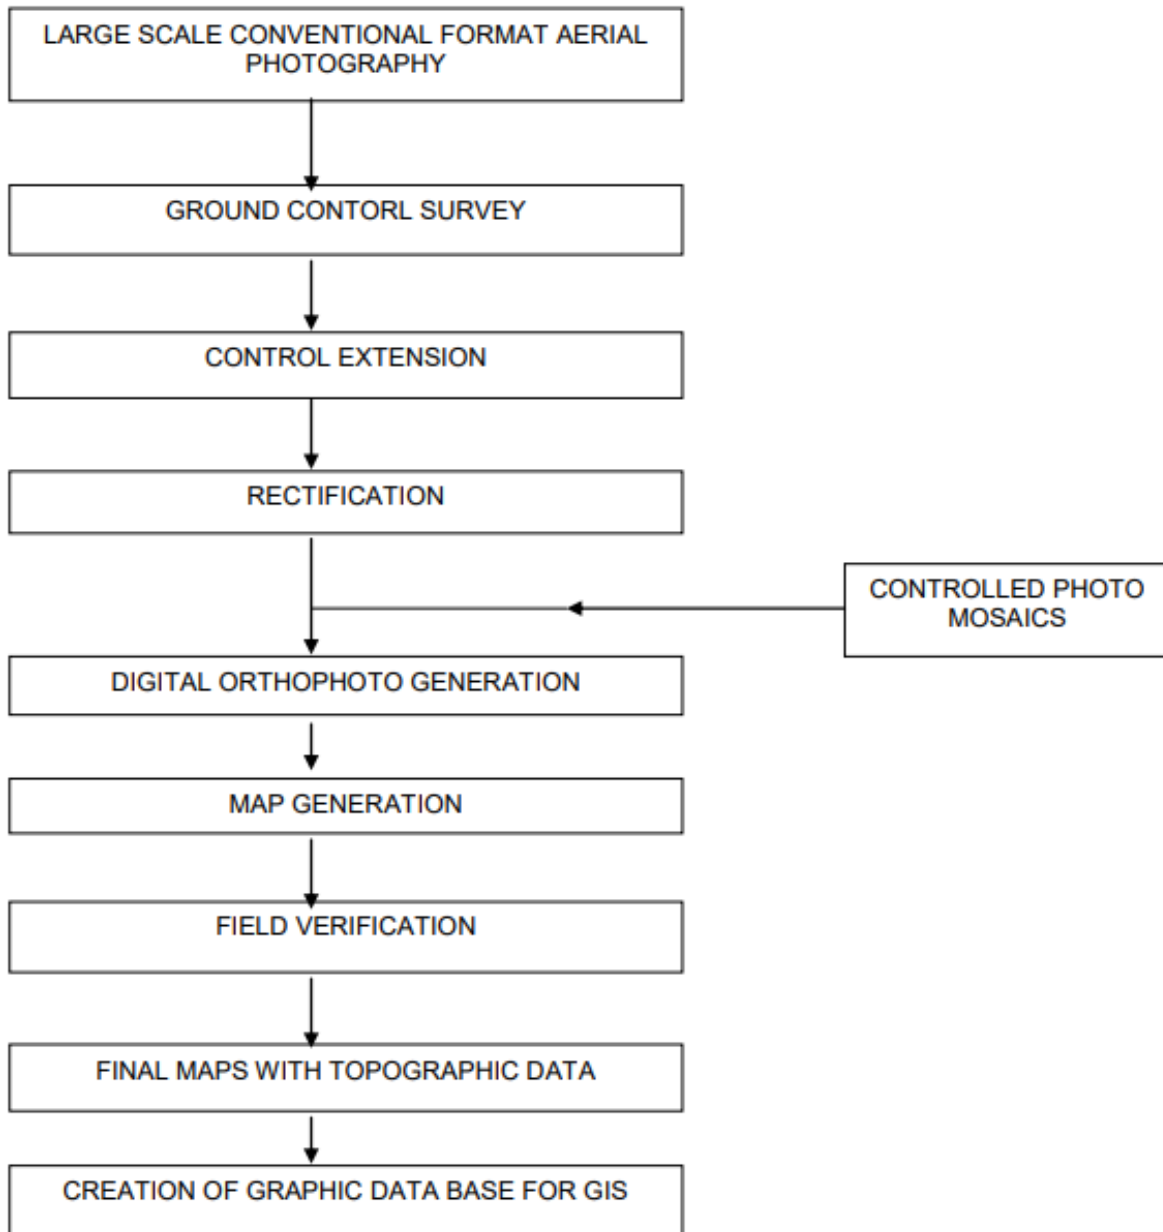 LARGE SCALE CONVENTIONAL FORMAT AERIAL
PHOTOGRAPHY
GROUND CONTORL SURVEY
CONTROL EXTENSION
RECTIFICATION
CONTROLLED PHOTO
MOSAICS
DIGITAL ORTHOPHOTO GENERATION
MAP GENERATION
FIELD VERIFICATION
FINAL MAPS WITH TOPOGRAPHIC DATA
CREATION OF GRAPHIC DATA BASE FOR GIS